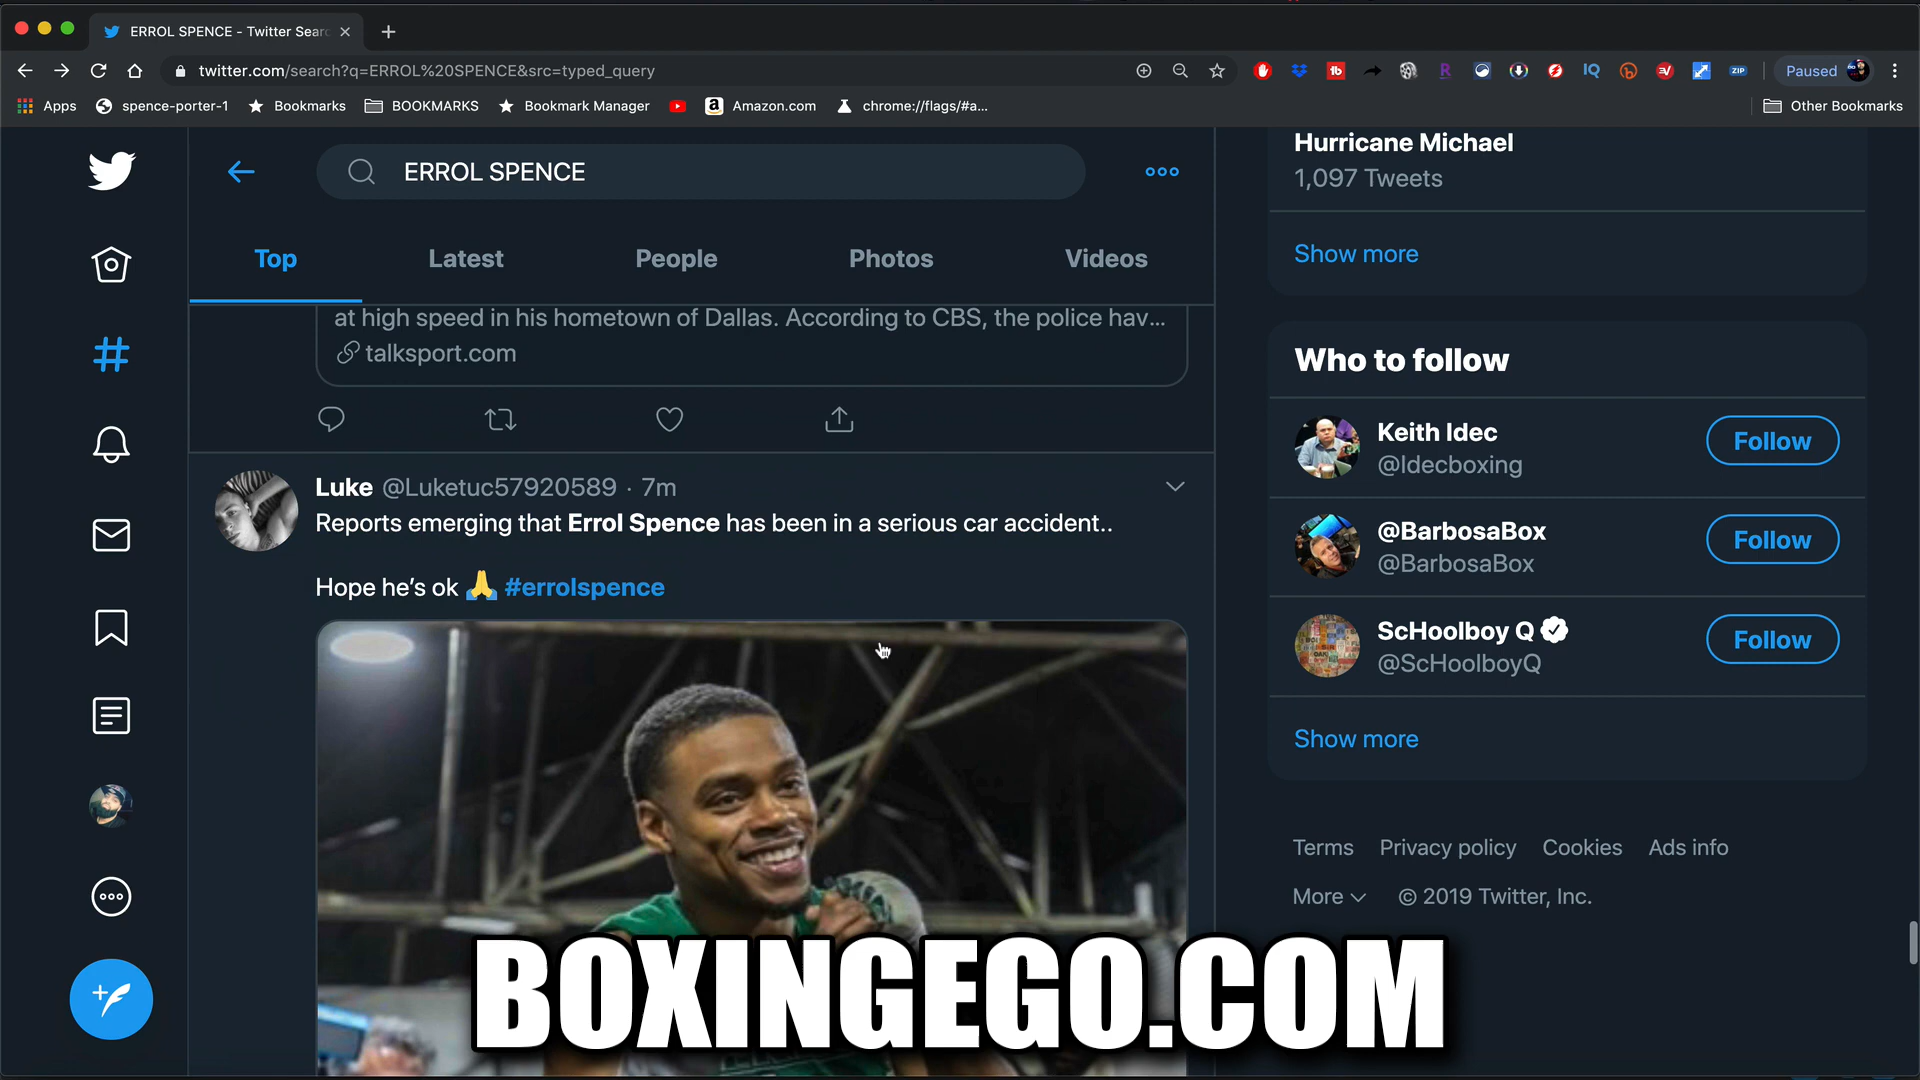 ERROL SPENCE - Twitter Sear
twitter.com/search?q=ERROL%20SPENCE&src=typed_query
Paused
Apps
spence-porter-1
Bookmarks
BOOKMARKS
Bookmark Manager
Amazon.com
chrome://flags/#a...
Other Bookmarks
ERROL SPENCE
Top
Latest
People
Photos
Videos
at high speed in his hometown of Dallas. According to CBS, the police hav...
talksport.com
Luke @Luketuc57920589 · 7m
Reports emerging that Errol Spence has been in a serious car accident..
Hope he's ok 🙏 #errolspence
Hurricane Michael
1,097 Tweets
Show more
Who to follow
Keith Idec
@Idecboxing
Follow
@BarbosaBox
@BarbosaBox
Follow
ScHoolboy Q
@ScHoolboyQ
Follow
Show more
Terms Privacy policy Cookies Ads info
More © 2019 Twitter, Inc.
BOXINGEGO.COM